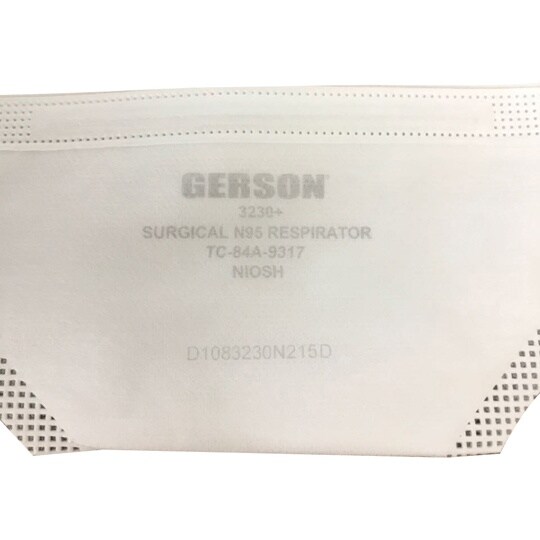 GERSON®
3230+
SURGICAL N95 RESPIRATOR
TC-84A-9317
NIOSH
D1083230N215D